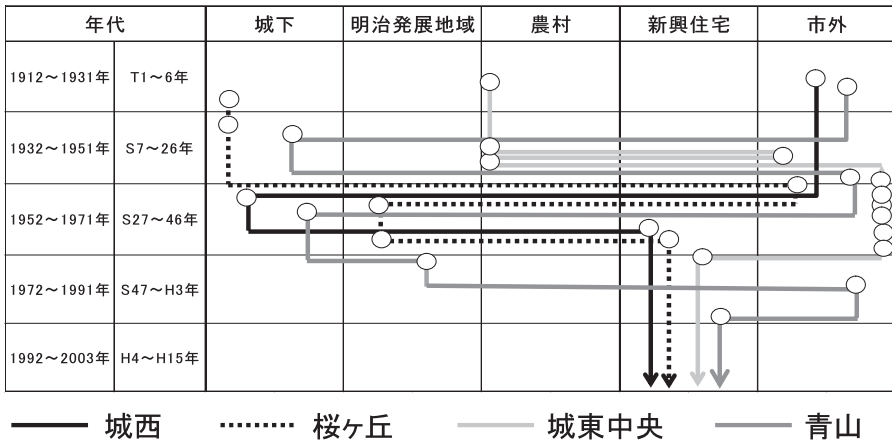 年代 城下 明治発展地域 農村 新興住宅 市外
1912～1931年 T1～6年
1932～1951年 S7～26年
1952～1971年 S27～46年
1972～1991年 S47～H3年
1992～2003年 H4～H15年
城西 桜ヶ丘 城東中央 青山